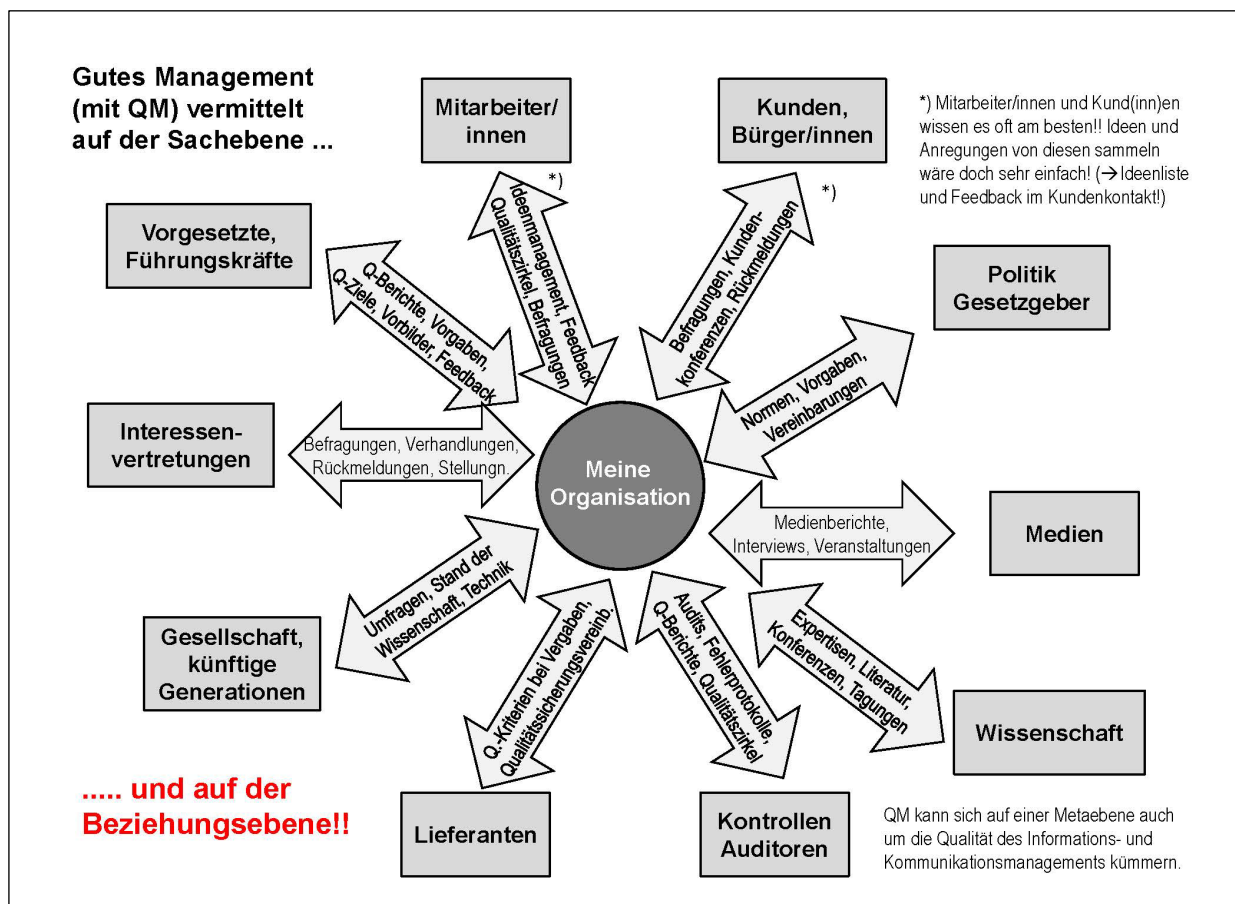 Gutes Management
(mit QM) vermittelt
auf der Sachebene ...
Mitarbeiter/
innen
*)
Kunden,
Bürger/innen
*)
*) Mitarbeiter/innen und Kund(inn)en
wissen es oft am besten!! Ideen und
Anregungen von diesen sammeln
wäre doch sehr einfach! (→ Ideenliste
und Feedback im Kundenkontakt!)
Vorgesetzte,
Führungskräfte
Q-Berichte, Vorgaben,
Q-Ziele, Vorbilder, Feedback
Ideenmanagement, Feedback
Qualitätszirkel, Befragungen
Befragungen, Kunden-
konferenzen, Rückmeldungen
Politik
Gesetzgeber
Normen, Vorgaben,
Vereinbarungen
Interessen-
vertretungen
Befragungen, Verhandlungen,
Rückmeldungen, Stellungn.
Meine
Organisation
Medienberichte,
Interviews, Veranstaltungen
Medien
Gesellschaft,
künftige
Generationen
Umfragen, Stand der
Wissenschaft, Technik
Q.-Kriterien bei Vergaben,
Qualitätssicherungsvereinb.
Audits, Fehlerprotokolle,
Q-Berichte, Qualitätszirkel
Expertisen, Literatur,
Konferenzen, Tagungen
Wissenschaft
..... und auf der
Beziehungsebene!!
Lieferanten
Kontrollen
Auditoren
QM kann sich auf einer Metaebene auch
um die Qualität des Informations- und
Kommunikationsmanagements kümmern.